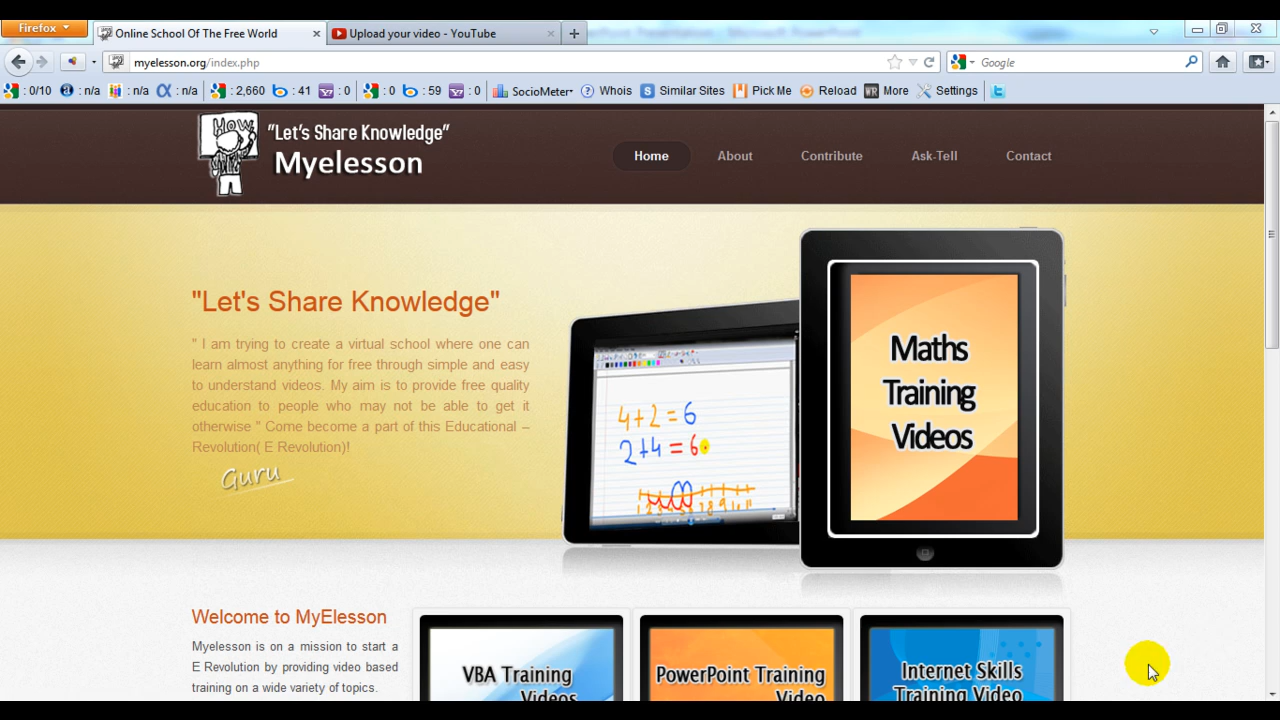 Firefox
Online School Of The Free World
Upload your video - YouTube
myelesson.org/index.php
Google
: 0/10
: n/a
: n/a
: n/a
: 2,660
: 41
: 0
: 0
: 59
: 0
SocioMeter
Whois
Similar Sites
Pick Me
Reload
More
Settings
HOW
"Let's Share Knowledge"
Myelesson
Home
About
Contribute
Ask-Tell
Contact
"Let's Share Knowledge"
" I am trying to create a virtual school where one can
learn almost anything for free through simple and easy
to understand videos. My aim is to provide free quality
education to people who may not be able to get it
otherwise " Come become a part of this Educational –
Revolution( E Revolution)!
Guru
4+2=6
2+4=6
Maths
Training
Videos
Welcome to MyElesson
Myelesson is on a mission to start a
E Revolution by providing video based
training on a wide variety of topics.
VBA Training
Videos
PowerPoint Training
Video
Internet Skills
Training Video